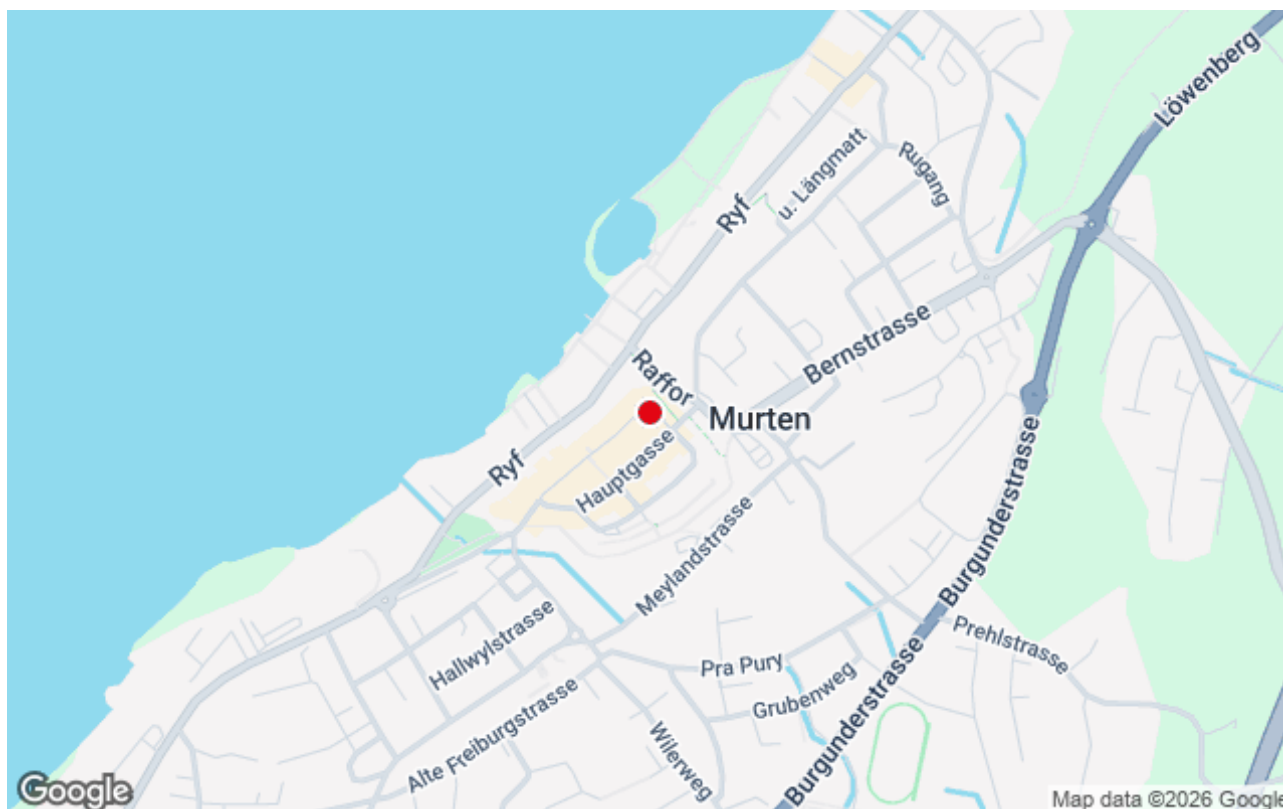 Löwenberg
u. Längmatt
Rugang
Ryf
Bernstrasse
Raffor
Murten
Ryf
Hauptgasse
Meylandstrasse
Burgunderstrasse
Hallwylstrasse
Prehlstrasse
Pra Pury
Grubenweg
Alte Freiburgstrasse
Wilerweg
Burgunderstrasse
Google
Map data ©2026 Google